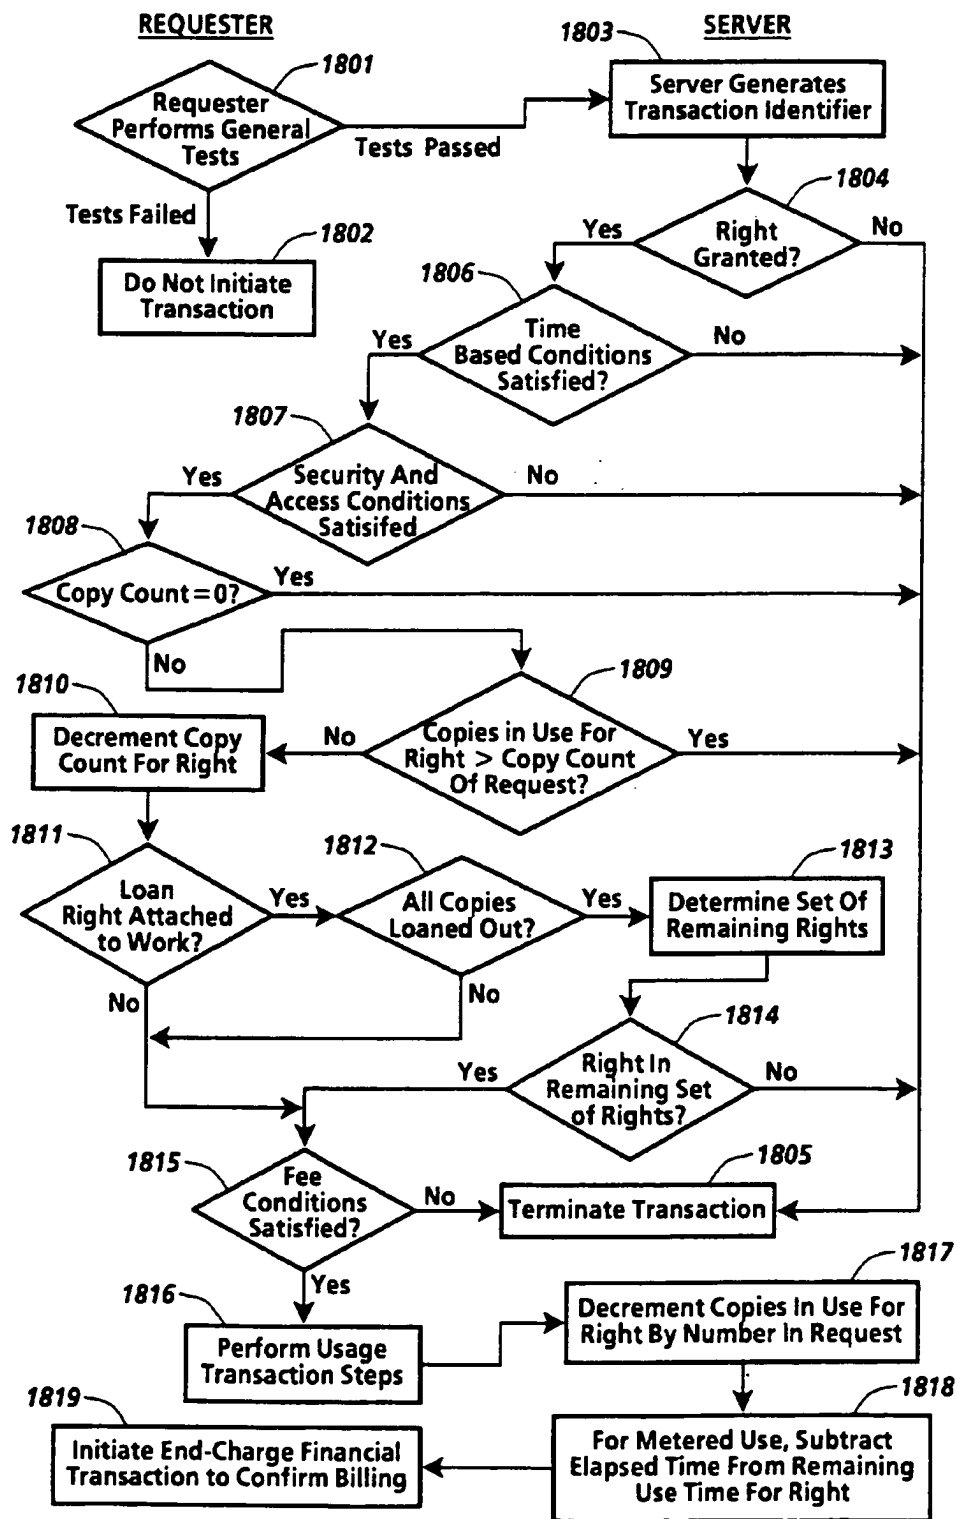 REQUESTER
SERVER
1801
1803
Requester
Performs General
Tests
Tests Passed
Server Generates
Transaction Identifier
Tests Failed
1802
Do Not Initiate
Transaction
1804
Right
Granted?
Yes
No
1806
Time
Based Conditions
Satisfied?
Yes
No
1807
Security And
Access Conditions
Satisifed
Yes
No
1808
Copy Count = 0?
Yes
No
1809
Copies in Use For
Right > Copy Count
Of Request?
No
Yes
1810
Decrement Copy
Count For Right
1811
Loan
Right Attached
to Work?
Yes
No
1812
All Copies
Loaned Out?
Yes
No
1813
Determine Set Of
Remaining Rights
1814
Right In
Remaining Set
of Rights?
Yes
No
1815
Fee
Conditions
Satisfied?
No
Yes
1805
Terminate Transaction
1816
Perform Usage
Transaction Steps
1817
Decrement Copies In Use For
Right By Number In Request
1818
For Metered Use, Subtract
Elapsed Time From Remaining
Use Time For Right
1819
Initiate End-Charge Financial
Transaction to Confirm Billing